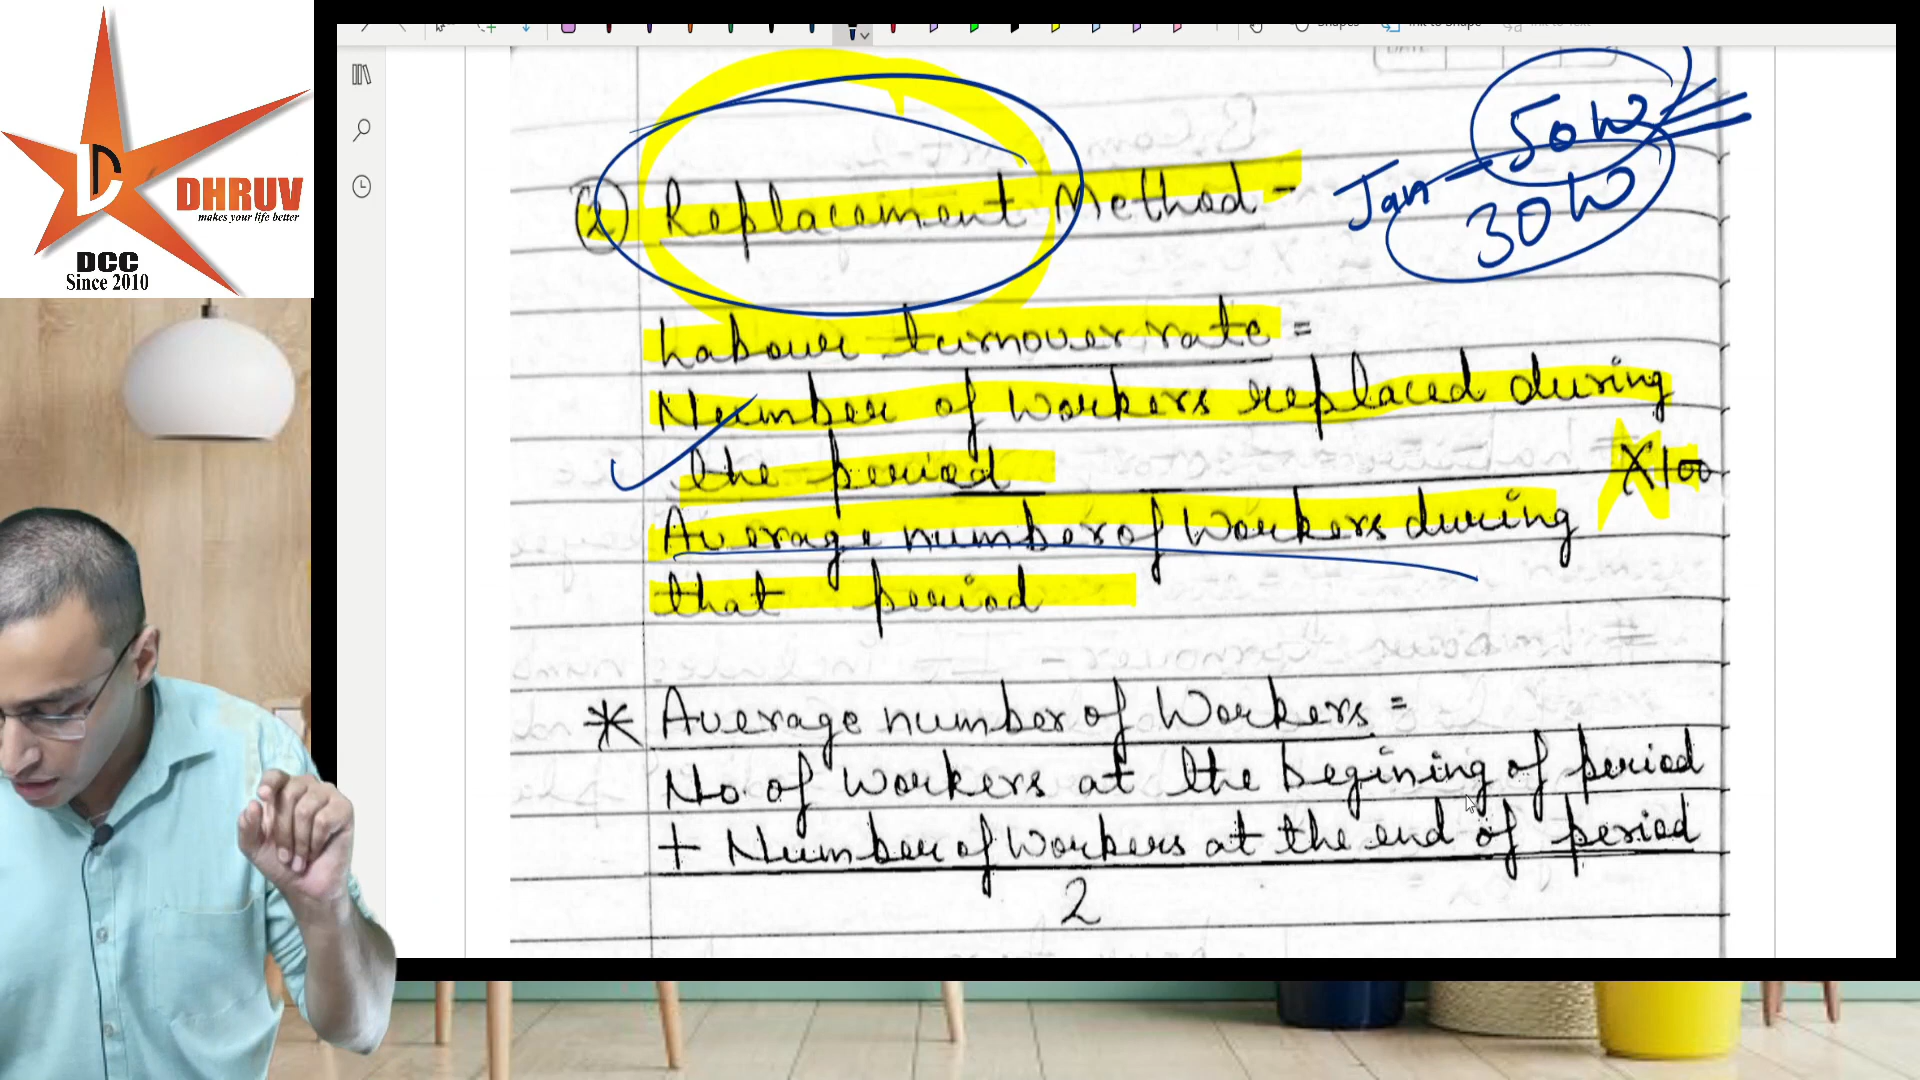 D
DHRUV
makes your life better
DCC
Since 2010
50 W
Jan
30 W
② Replacement Method -
Labour turnover rate =
Number of workers replaced during
the period
X100
Average number of workers during
that period
* Average number of Workers =
No. of workers at the begining of period
+ Number of workers at the end of period
2